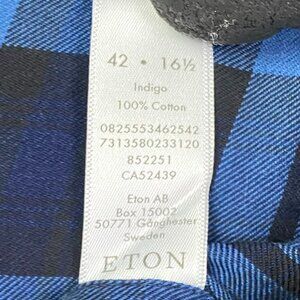 42 • 16½
Indigo
100% Cotton
0825553462542
7313580233120
852251
CA52439
Eton AB
Box 15002
50771 Gånghester
Sweden
ETON